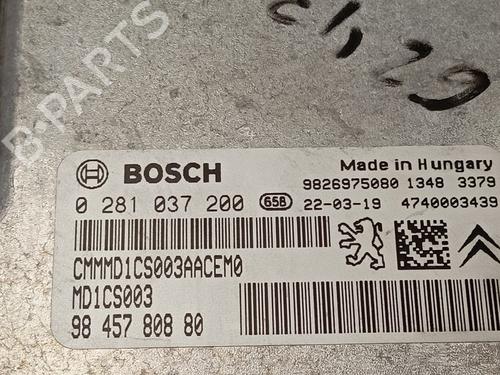 B-PARTS
BOSCH
Made in Hungary
0 281 037 200 658
9826975080 1348 3379
22-03-19 4740003439
CMMMD1CS003AACEM0
MD1CS003
98 457 808 80